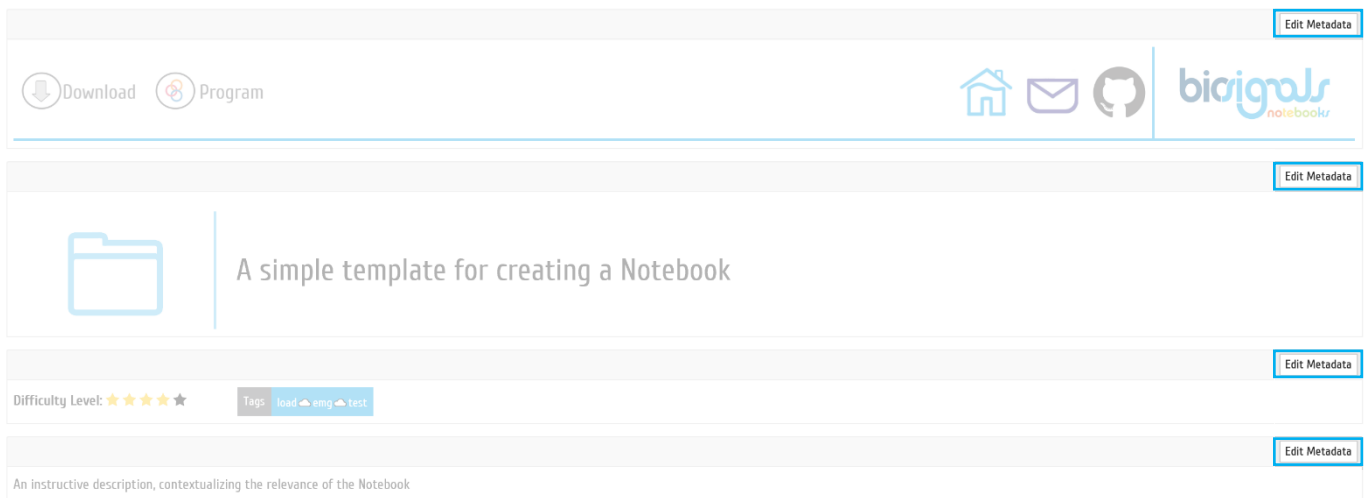 Edit Metadata
Download Program
biosignals
notebooks
Edit Metadata
A simple template for creating a Notebook
Edit Metadata
Difficulty Level: Tags load emg test
Edit Metadata
An instructive description, contextualizing the relevance of the Notebook